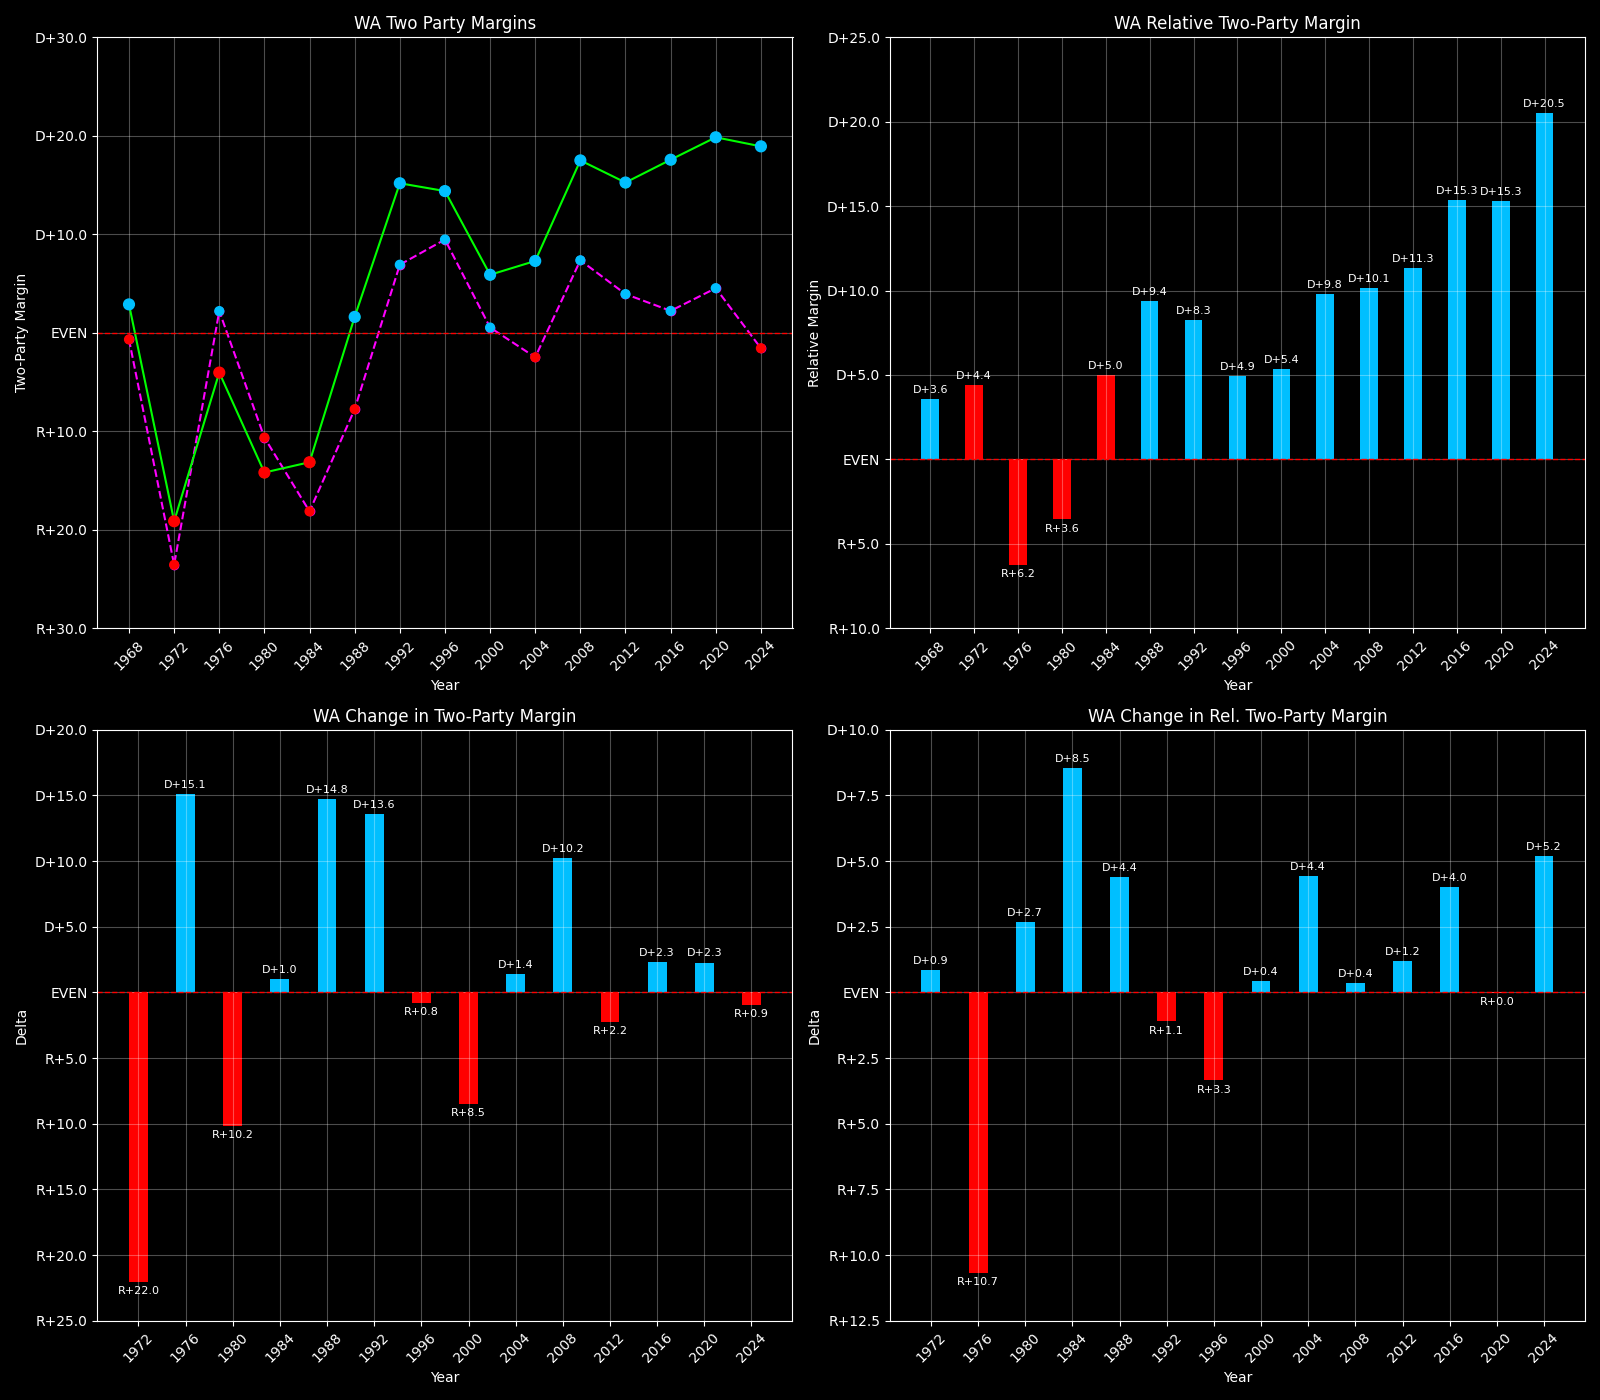 WA Two Party Margins
D+30.0
D+20.0
D+10.0
EVEN
R+10.0
R+20.0
R+30.0
Two-Party Margin
1968 1972 1976 1980 1984 1988 1992 1996 2000 2004 2008 2012 2016 2020 2024
Year
WA Relative Two-Party Margin
D+25.0
D+20.0
D+15.0
D+10.0
D+5.0
EVEN
R+5.0
R+10.0
Relative Margin
D+3.6 D+4.4 R+6.2 R+3.6 D+5.0 D+9.4 D+8.3 D+4.9 D+5.4 D+9.8 D+10.1 D+11.3 D+15.3 D+15.3 D+20.5
1968 1972 1976 1980 1984 1988 1992 1996 2000 2004 2008 2012 2016 2020 2024
Year
WA Change in Two-Party Margin
D+20.0
D+15.0
D+10.0
D+5.0
EVEN
R+5.0
R+10.0
R+15.0
R+20.0
R+25.0
Delta
R+22.0 D+15.1 R+10.2 D+1.0 D+14.8 D+13.6 R+0.8 R+8.5 D+1.4 D+10.2 R+2.2 D+2.3 D+2.3 R+0.9
1972 1976 1980 1984 1988 1992 1996 2000 2004 2008 2012 2016 2020 2024
Year
WA Change in Rel. Two-Party Margin
D+10.0
D+7.5
D+5.0
D+2.5
EVEN
R+2.5
R+5.0
R+7.5
R+10.0
R+12.5
Delta
D+0.9 R+10.7 D+2.7 D+8.5 D+4.4 R+1.1 R+3.3 D+0.4 D+4.4 D+0.4 D+1.2 D+4.0 R+0.0 D+5.2
1972 1976 1980 1984 1988 1992 1996 2000 2004 2008 2012 2016 2020 2024
Year